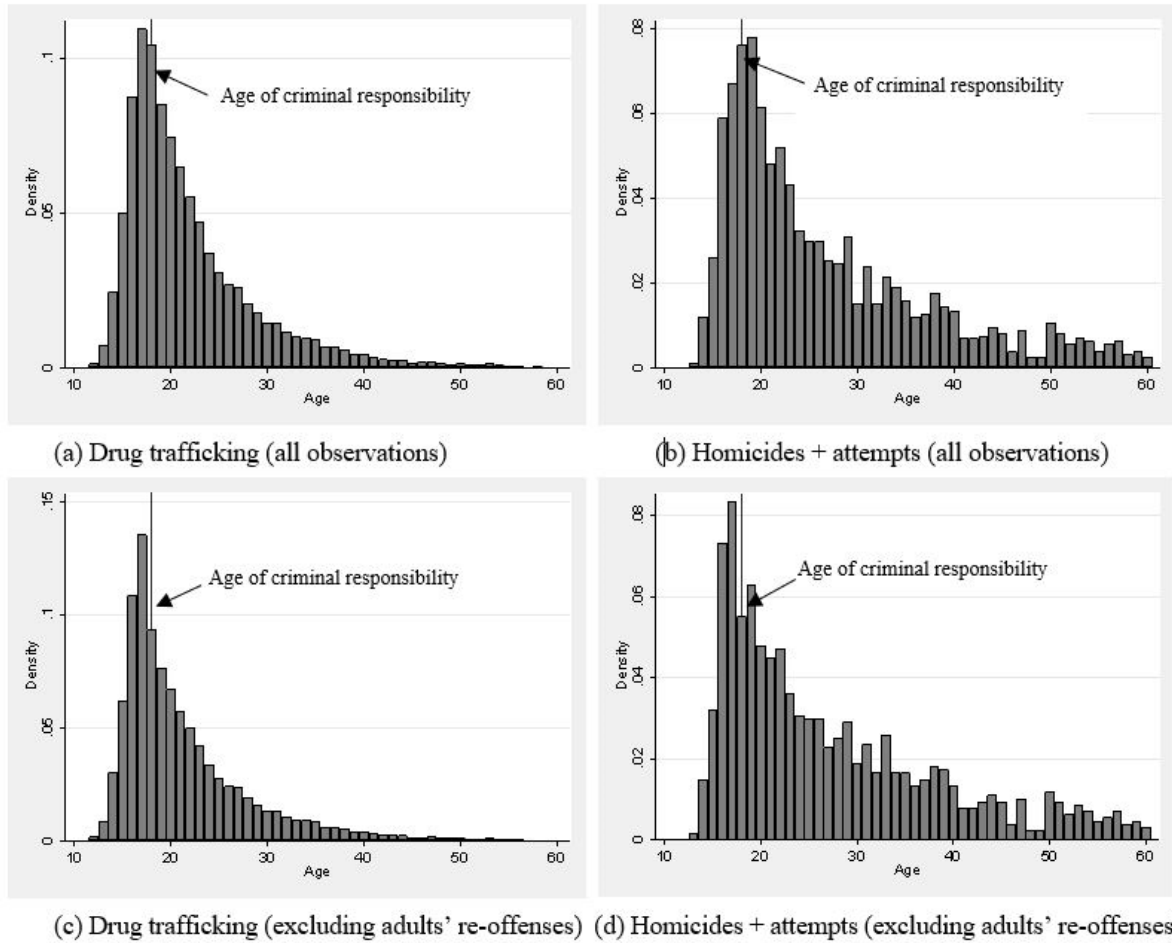 .1
.05
0
Density
Age of criminal responsibility
10 20 30 40 50 60
Age
(a) Drug trafficking (all observations)
.08
.06
.04
.02
0
Density
Age of criminal responsibility
10 20 30 40 50 60
Age
(b) Homicides + attempts (all observations)
.15
.1
.05
0
Density
Age of criminal responsibility
10 20 30 40 50 60
Age
(c) Drug trafficking (excluding adults’ re-offenses)
.08
.06
.04
.02
0
Density
Age of criminal responsibility
10 20 30 40 50 60
Age
(d) Homicides + attempts (excluding adults’ re-offenses